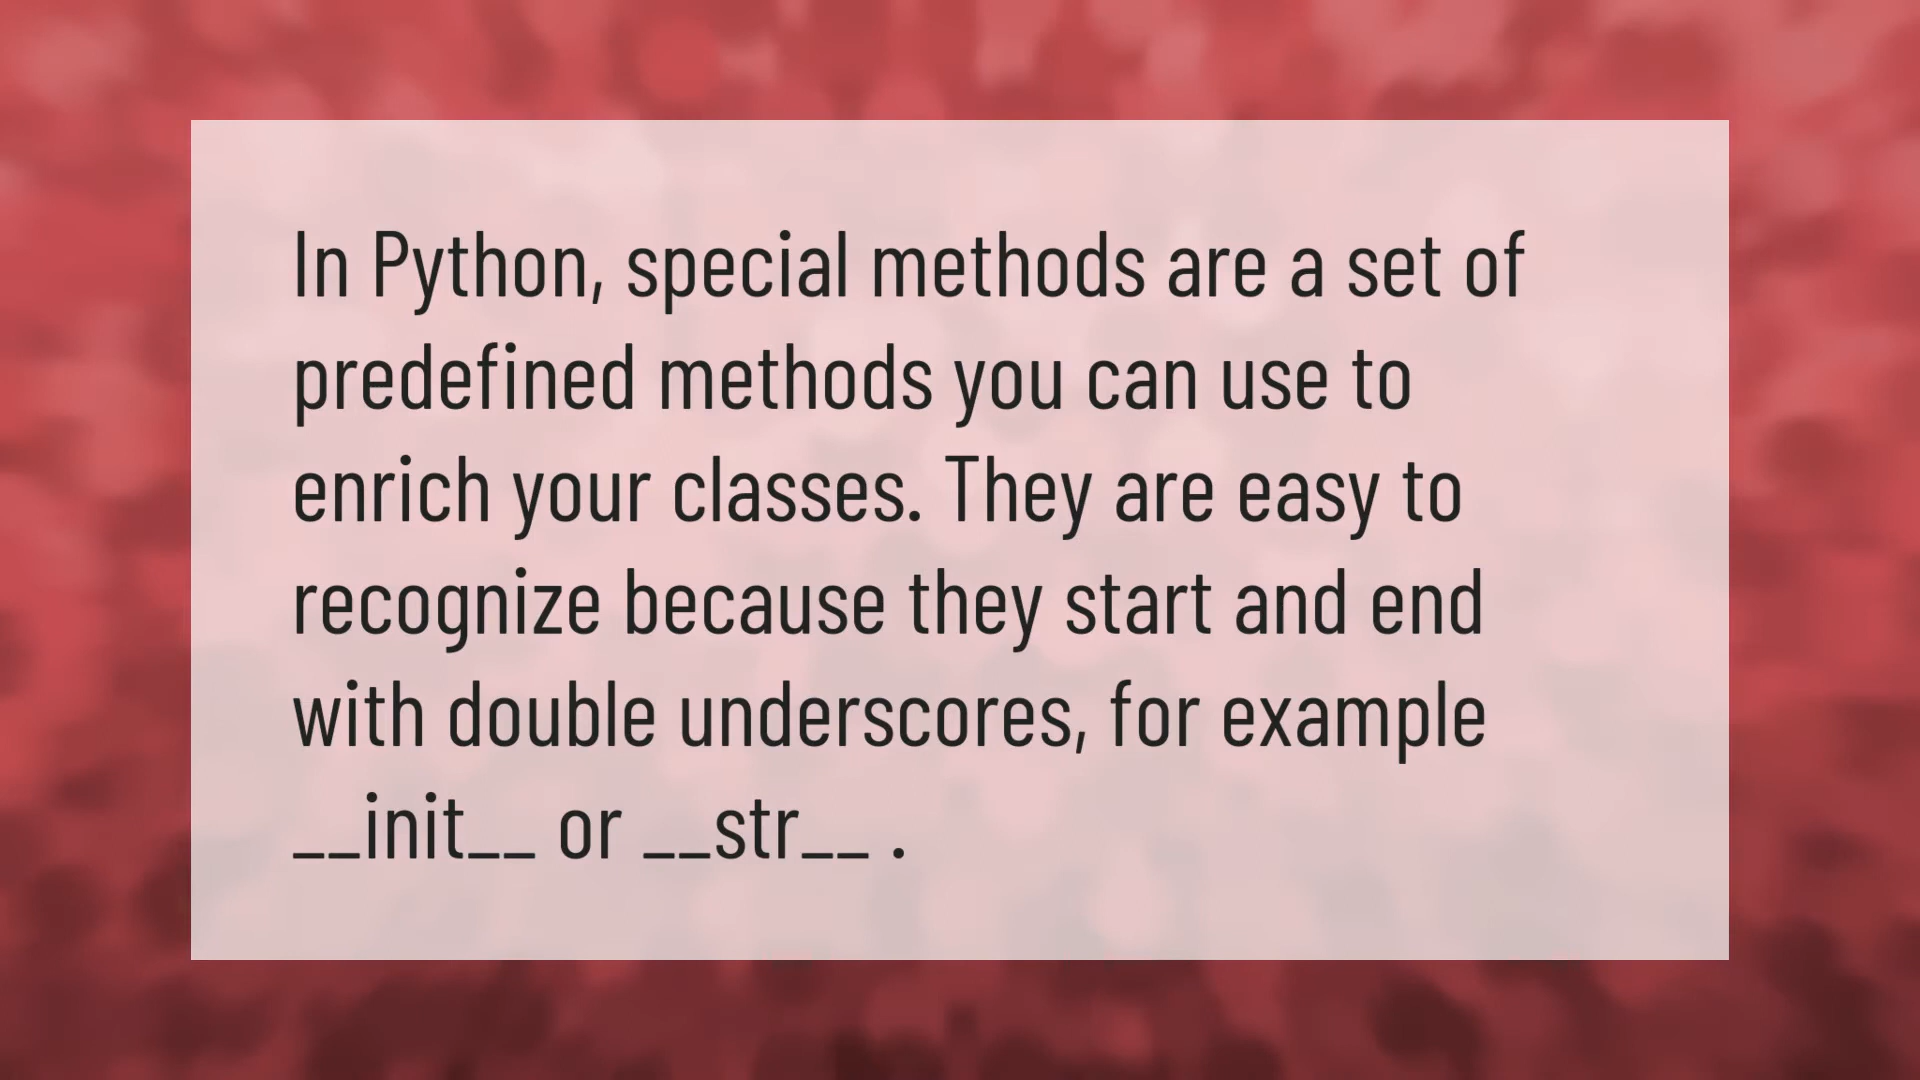 In Python, special methods are a set of
predefined methods you can use to
enrich your classes. They are easy to
recognize because they start and end
with double underscores, for example
__init__ or __str__ .